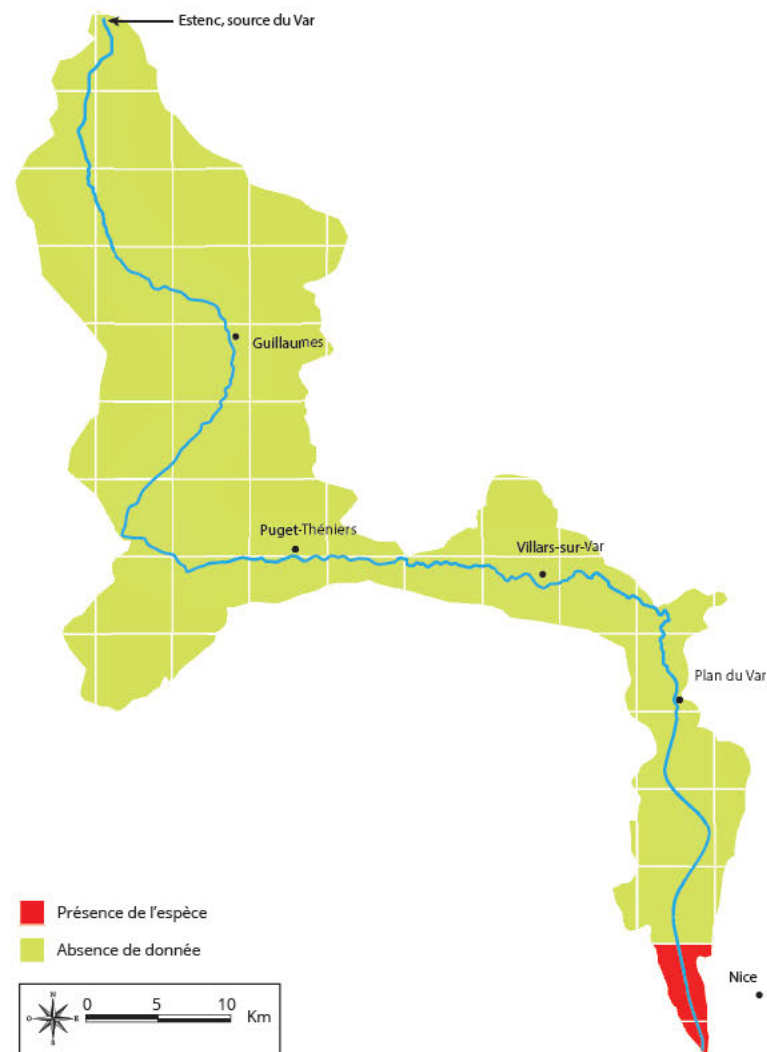 Estenc, source du Var
Guillaumes
Puget-Théniers
Villars-sur-Var
Plan du Var
Présence de l'espèce
Absence de donnée
Nice
N
O
E
S
0 5 10 Km